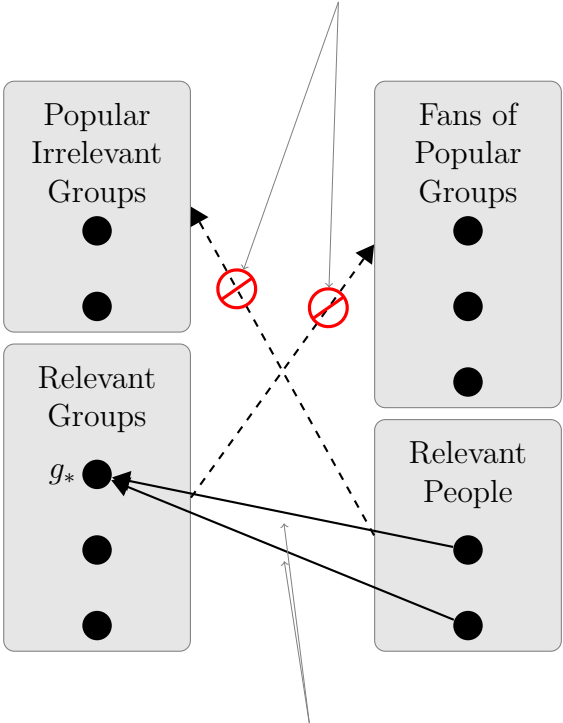 Popular
Irrelevant
Groups
Fans of
Popular
Groups
Relevant
Groups
g*
Relevant
People